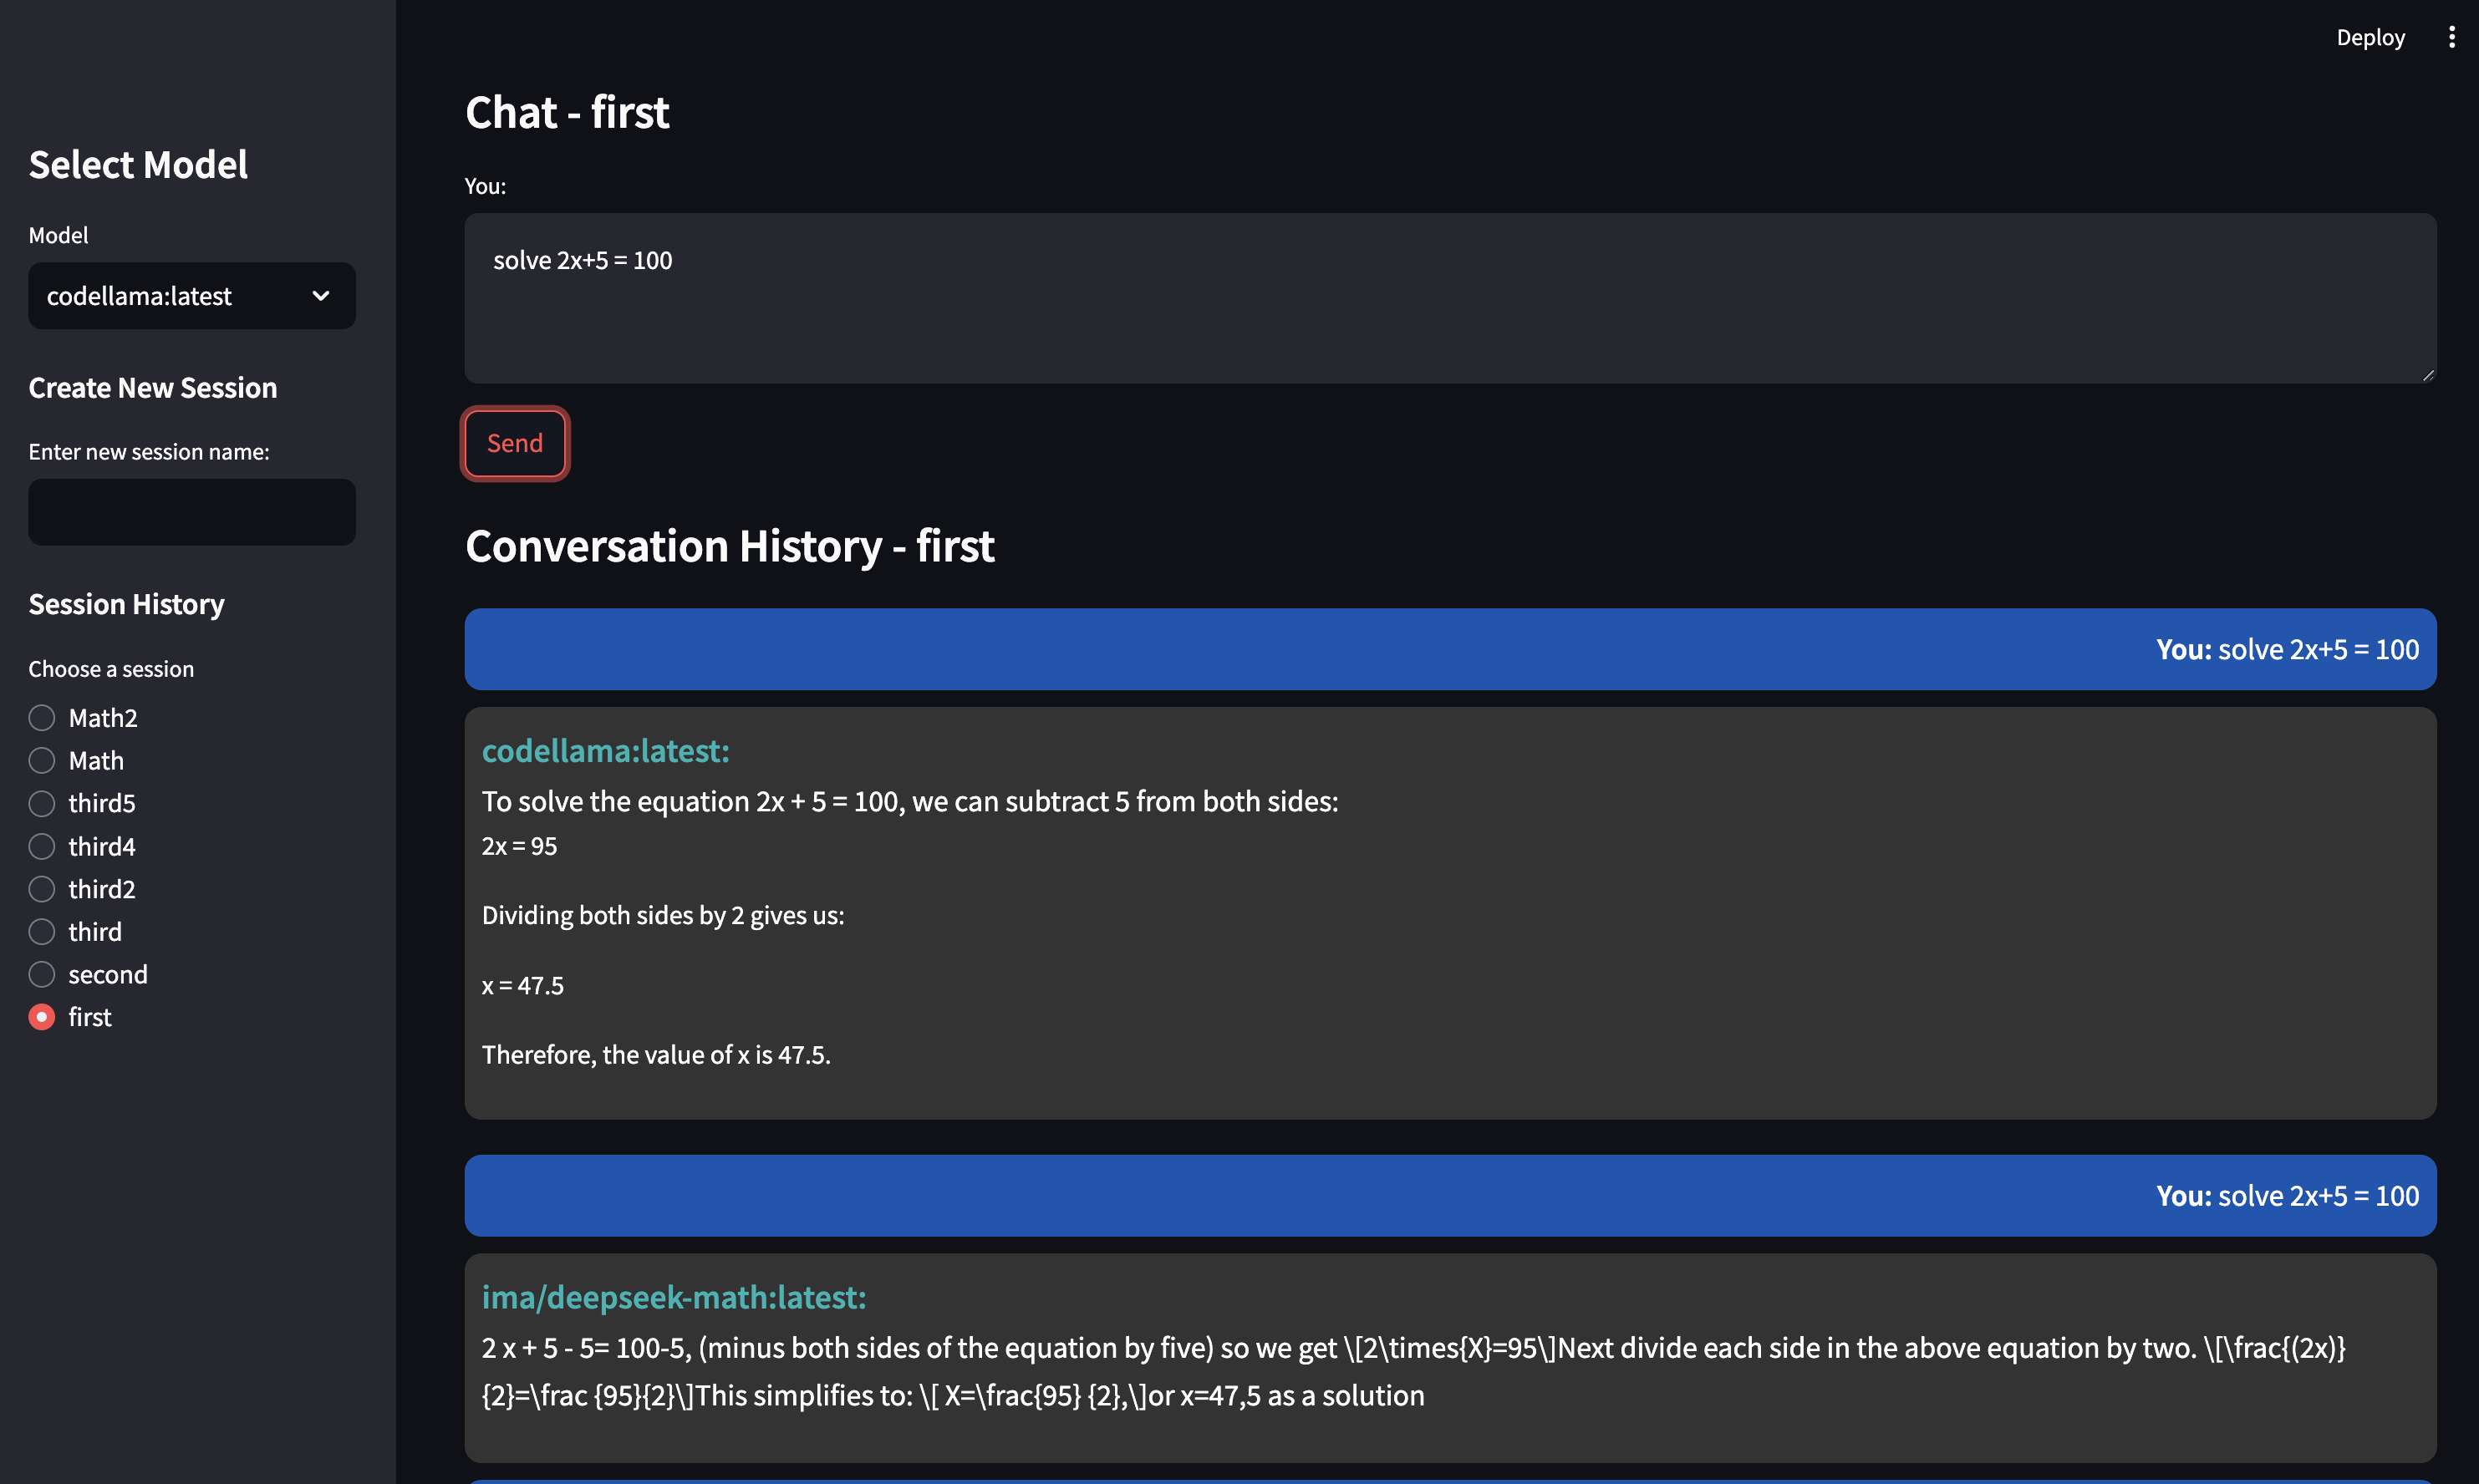 Deploy
Select Model
Model
codellama:latest
Create New Session
Enter new session name:
Session History
Choose a session
Math2
Math
third5
third4
third2
third
second
first
Chat - first
You:
solve 2x+5 = 100
Send
Conversation History - first
You: solve 2x+5 = 100
codellama:latest:
To solve the equation 2x + 5 = 100, we can subtract 5 from both sides:
2x = 95
Dividing both sides by 2 gives us:
x = 47.5
Therefore, the value of x is 47.5.
You: solve 2x+5 = 100
ima/deepseek-math:latest:
2 x + 5 - 5= 100-5, (minus both sides of the equation by five) so we get \[2\times{X}=95\]Next divide each side in the above equation by two. \[\frac{(2x)}
{2}=\frac {95}{2}\]This simplifies to: \[ X=\frac{95} {2},\]or x=47,5 as a solution